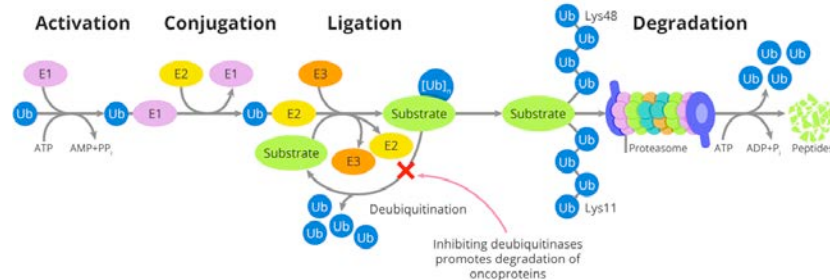 Activation
Conjugation
Ligation
Degradation
E1
Ub
ATP
AMP+PPi
Ub
E1
E2
E1
Ub
E2
E3
[Ub]n
Substrate
Substrate
E3
E2
Ub
Ub
Ub
Ub
Deubiquitination
Inhibiting deubiquitinases
promotes degradation of
oncoproteins
Substrate
Ub
Lys48
Ub
Ub
Ub
Ub
Ub
Ub
Ub
Lys11
Proteasome
ATP
ADP+Pi
Ub
Ub
Ub
Ub
Peptides